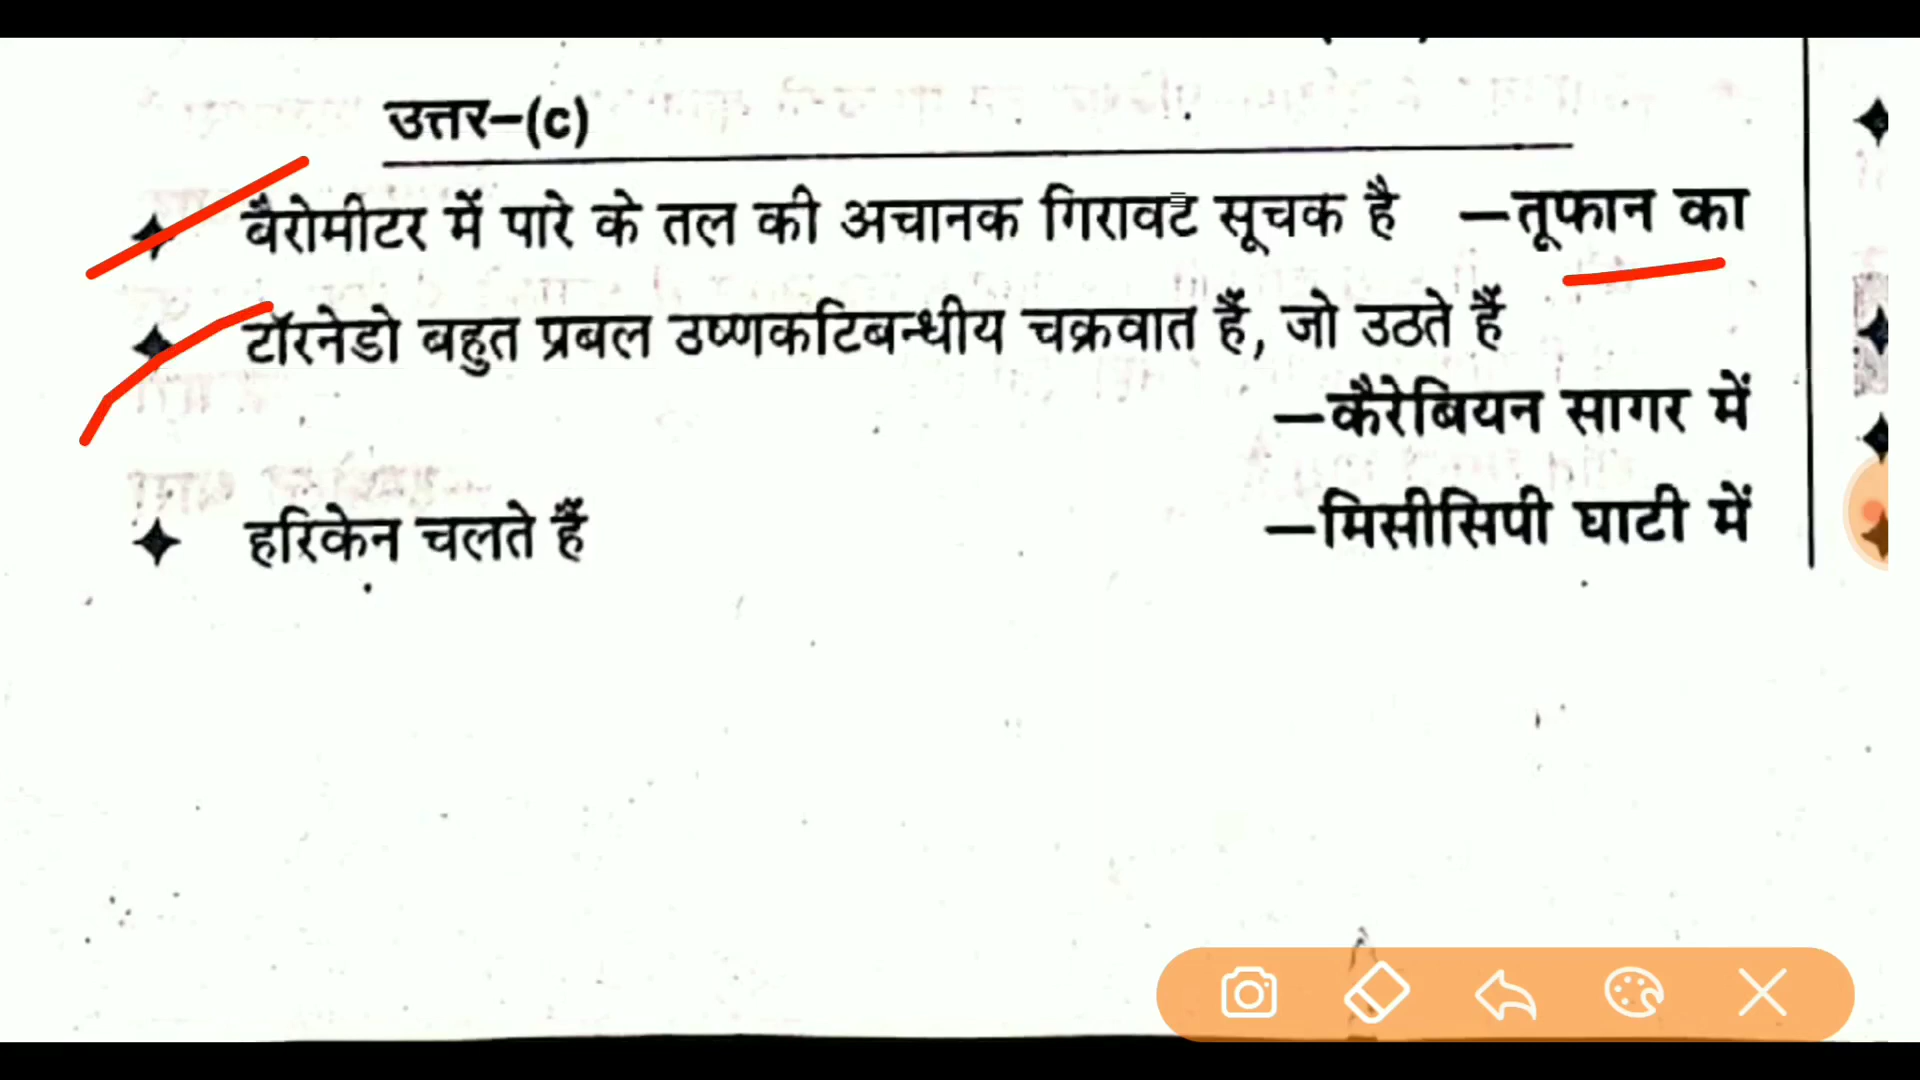 उत्तर–(c)
✦ बैरोमीटर में पारे के तल की अचानक गिरावट सूचक है —तूफान का
✦ टॉरनेडो बहुत प्रबल उष्णकटिबन्धीय चक्रवात हैं, जो उठते हैं
—कैरेबियन सागर में
✦ हरिकेन चलते हैं —मिसीसिपी घाटी में